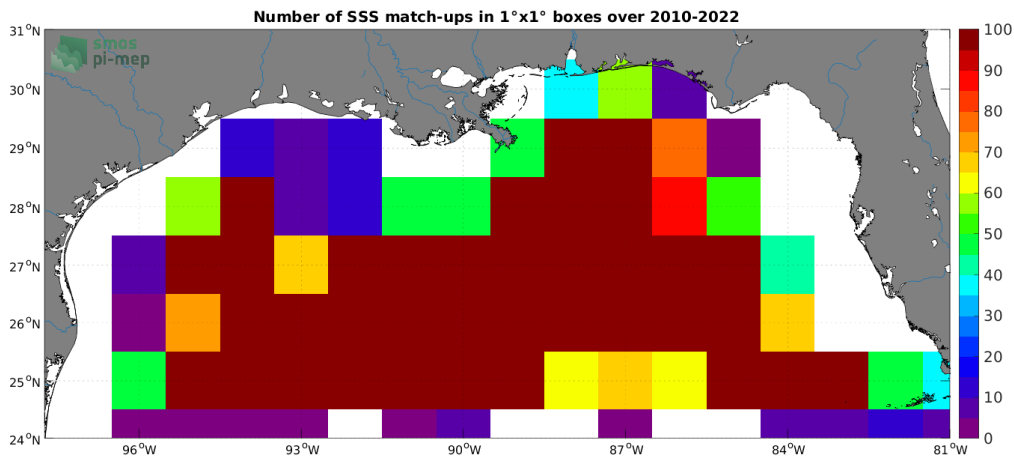 Number of SSS match-ups in 1°x1° boxes over 2010-2022
smos
pi-mep
31°N
30°N
29°N
28°N
27°N
26°N
25°N
24°N
96°W 93°W 90°W 87°W 84°W 81°W
100
90
80
70
60
50
40
30
20
10
0